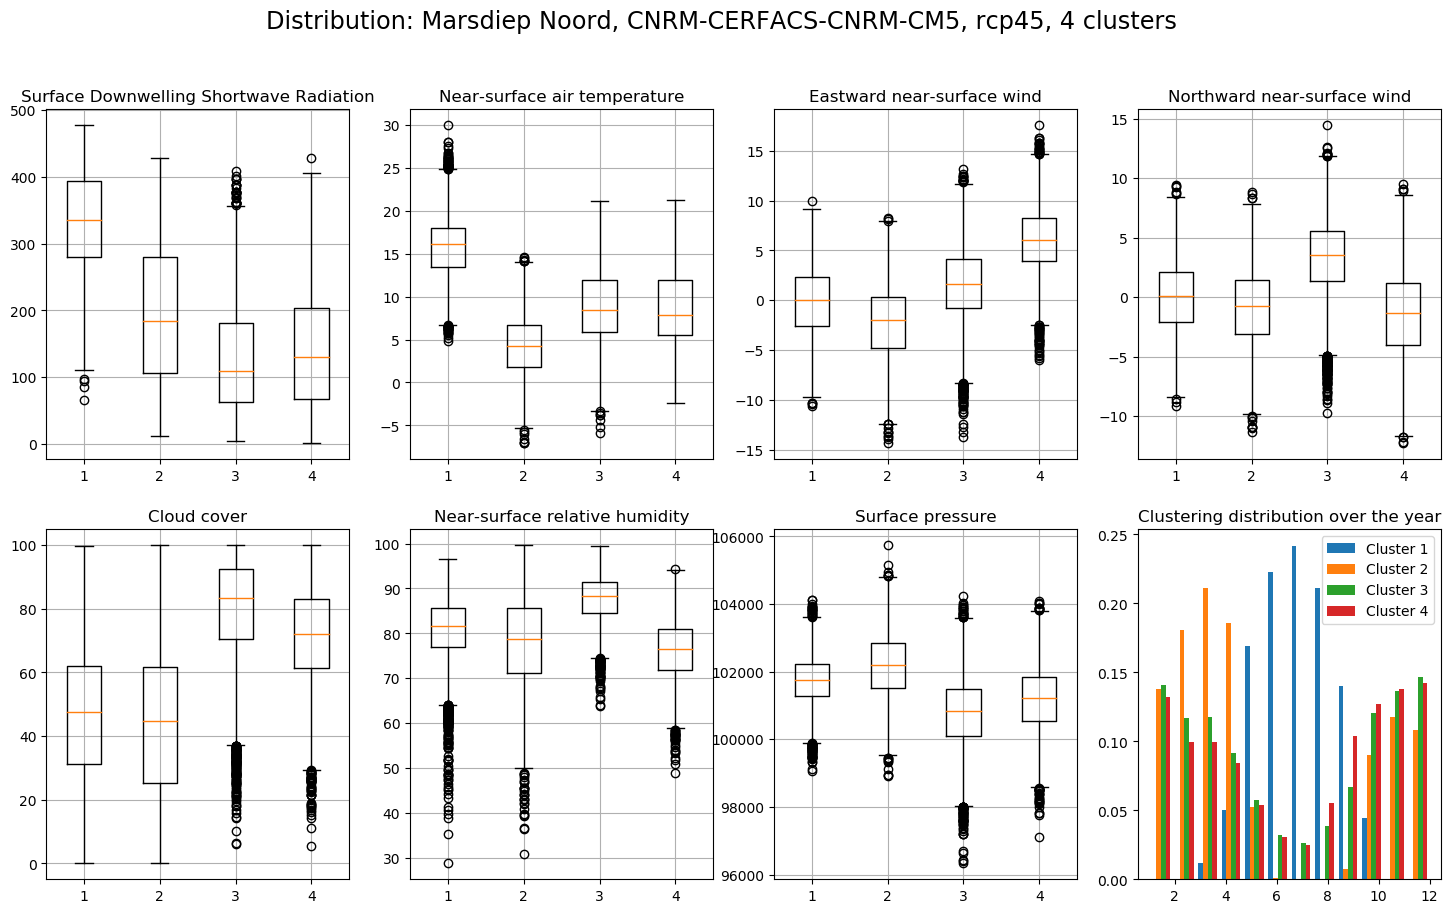 Distribution: Marsdiep Noord, CNRM-CERFACS-CNRM-CM5, rcp45, 4 clusters
Surface Downwelling Shortwave Radiation
500
400
300
200
100
0
1 2 3 4
Near-surface air temperature
30
25
20
15
10
5
0
−5
1 2 3 4
Eastward near-surface wind
15
10
5
0
−5
−10
−15
1 2 3 4
Northward near-surface wind
15
10
5
0
−5
−10
1 2 3 4
Cloud cover
100
80
60
40
20
0
1 2 3 4
Near-surface relative humidity
100
90
80
70
60
50
40
30
1 2 3 4
Surface pressure
106000
104000
102000
100000
98000
96000
1 2 3 4
Clustering distribution over the year
Cluster 1
Cluster 2
Cluster 3
Cluster 4
0.25
0.20
0.15
0.10
0.05
0.00
2 4 6 8 10 12